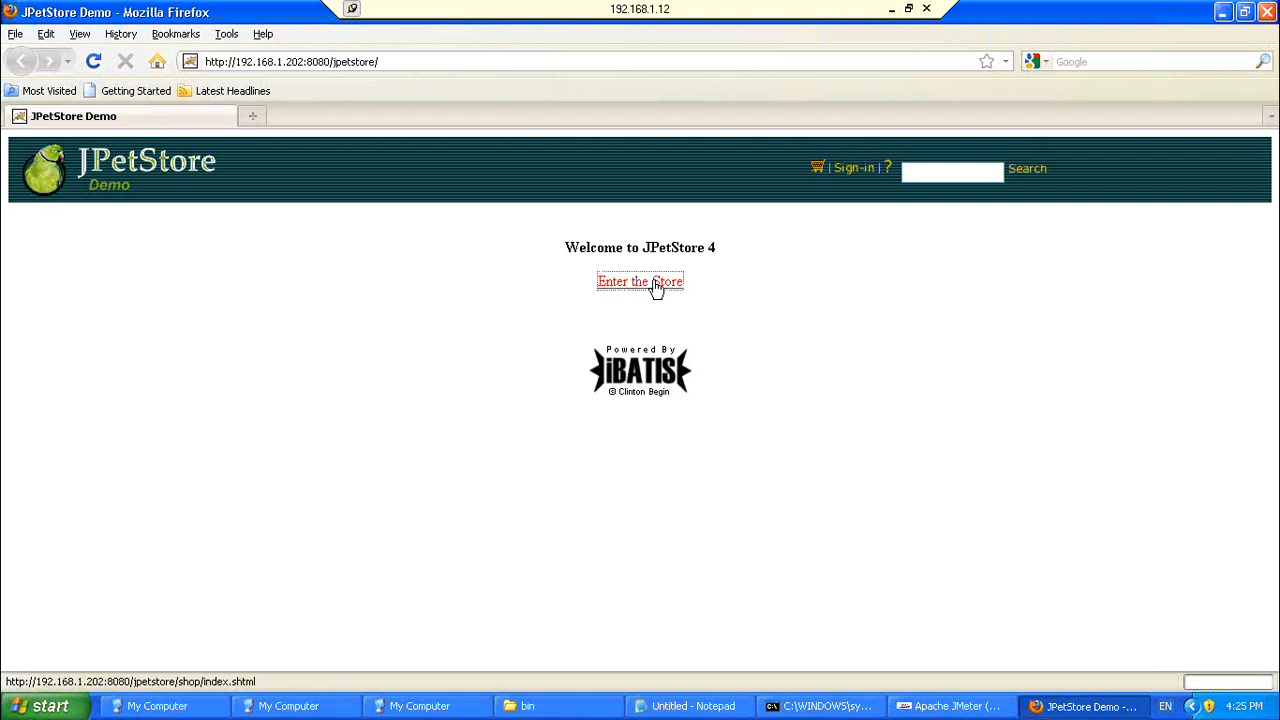 JPetStore Demo - Mozilla Firefox
192.168.1.12
File Edit View History Bookmarks Tools Help
http://192.168.1.202:8080/jpetstore/
Google
Most Visited Getting Started Latest Headlines
JPetStore Demo
JPetStore
Demo
| Sign-in | ? Search
Welcome to JPetStore 4
Enter the Store
Powered By
iBATIS
© Clinton Begin
http://192.168.1.202:8080/jpetstore/shop/index.shtml
start My Computer My Computer My Computer bin Untitled - Notepad C:\WINDOWS\sy... Apache JMeter (... JPetStore Demo -... EN 4:25 PM